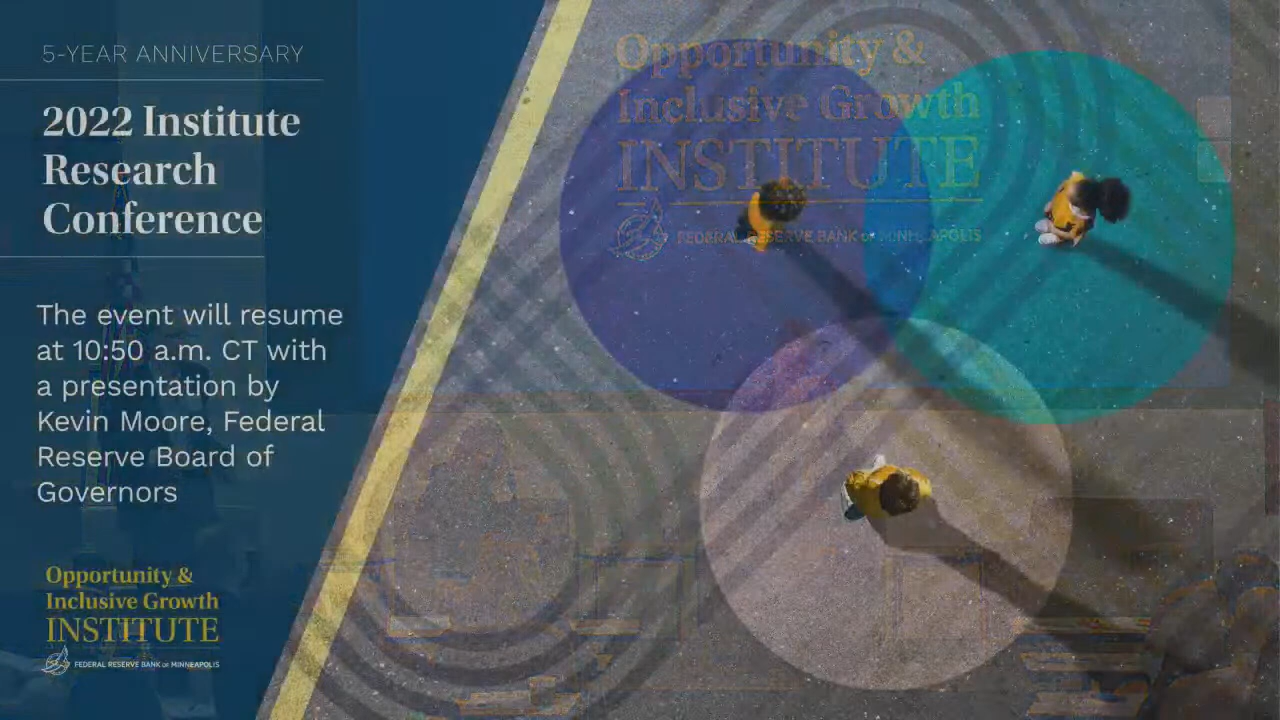 5-YEAR ANNIVERSARY
2022 Institute
Research
Conference
The event will resume
at 10:50 a.m. CT with
a presentation by
Kevin Moore, Federal
Reserve Board of
Governors
Opportunity &
Inclusive Growth
INSTITUTE
FEDERAL RESERVE BANK of MINNEAPOLIS
Opportunity &
Inclusive Growth
INSTITUTE
FEDERAL RESERVE BANK of MINNEAPOLIS